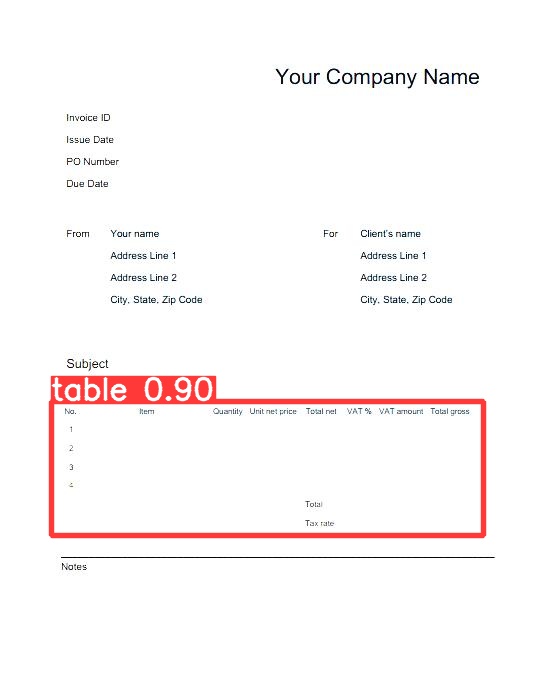 Your Company Name
Invoice ID
Issue Date
PO Number
Due Date
From Your name For Client's name
Address Line 1 Address Line 1
Address Line 2 Address Line 2
City, State, Zip Code City, State, Zip Code
Subject
table 0.90
No. Item Quantity Unit net price Total net VAT % VAT amount Total gross
1
2
3
4
Total
Tax rate
Notes